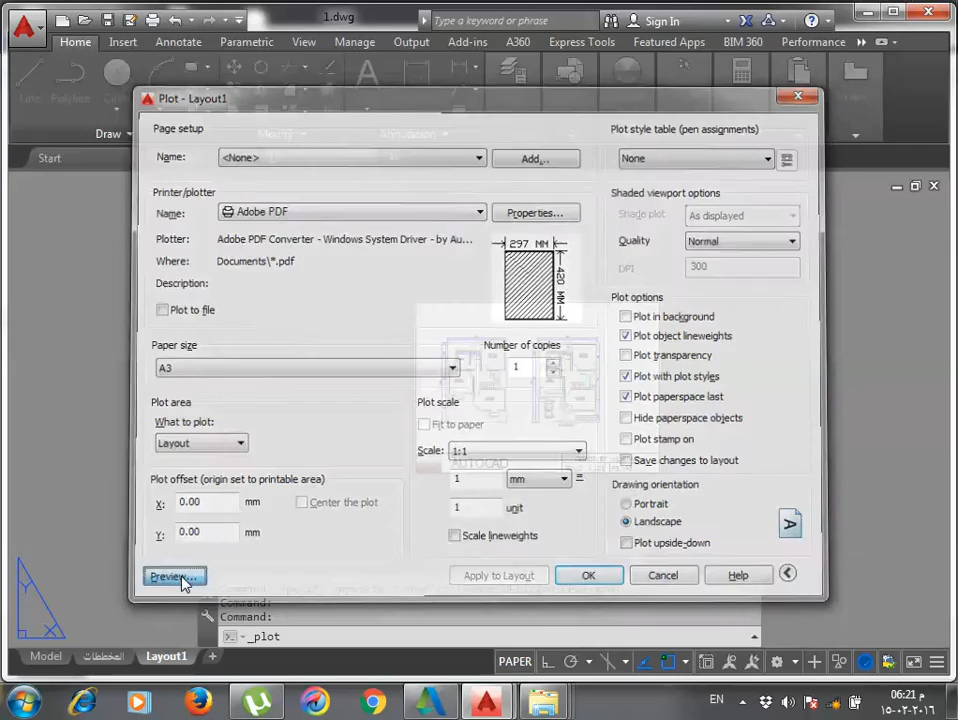 1.dwg
Type a keyword or phrase
Sign In
Home Insert Annotate Parametric View Manage Output Add-ins A360 Express Tools Featured Apps BIM 360 Performance
Line Polyline
Draw
Modify
Annotation
Start
Plot - Layout1
Page setup
Name: <None> Add...
Plot style table (pen assignments)
None
Printer/plotter
Name: Adobe PDF Properties...
Plotter: Adobe PDF Converter - Windows System Driver - by Au...
Where: Documents\*.pdf
Description:
Plot to file
297 MM
420 MM
Shaded viewport options
Shade plot As displayed
Quality Normal
DPI 300
Paper size
A3
Number of copies
1
Plot options
Plot in background
Plot object lineweights
Plot transparency
Plot with plot styles
Plot paperspace last
Hide paperspace objects
Plot stamp on
Save changes to layout
Plot area
What to plot:
Layout
Plot scale
Fit to paper
Scale: 1:1
AUTOCAD
1 mm =
1 unit
Scale lineweights
Plot offset (origin set to printable area)
X: 0.00 mm
Center the plot
Y: 0.00 mm
Drawing orientation
Portrait
Landscape
Plot upside-down
A
Preview... Apply to Layout OK Cancel Help
Command:
Command:
_plot
Y
X
Model المخططات Layout1 +
PAPER
EN
06:21 م
١٥-٠٢-٢٠١٦